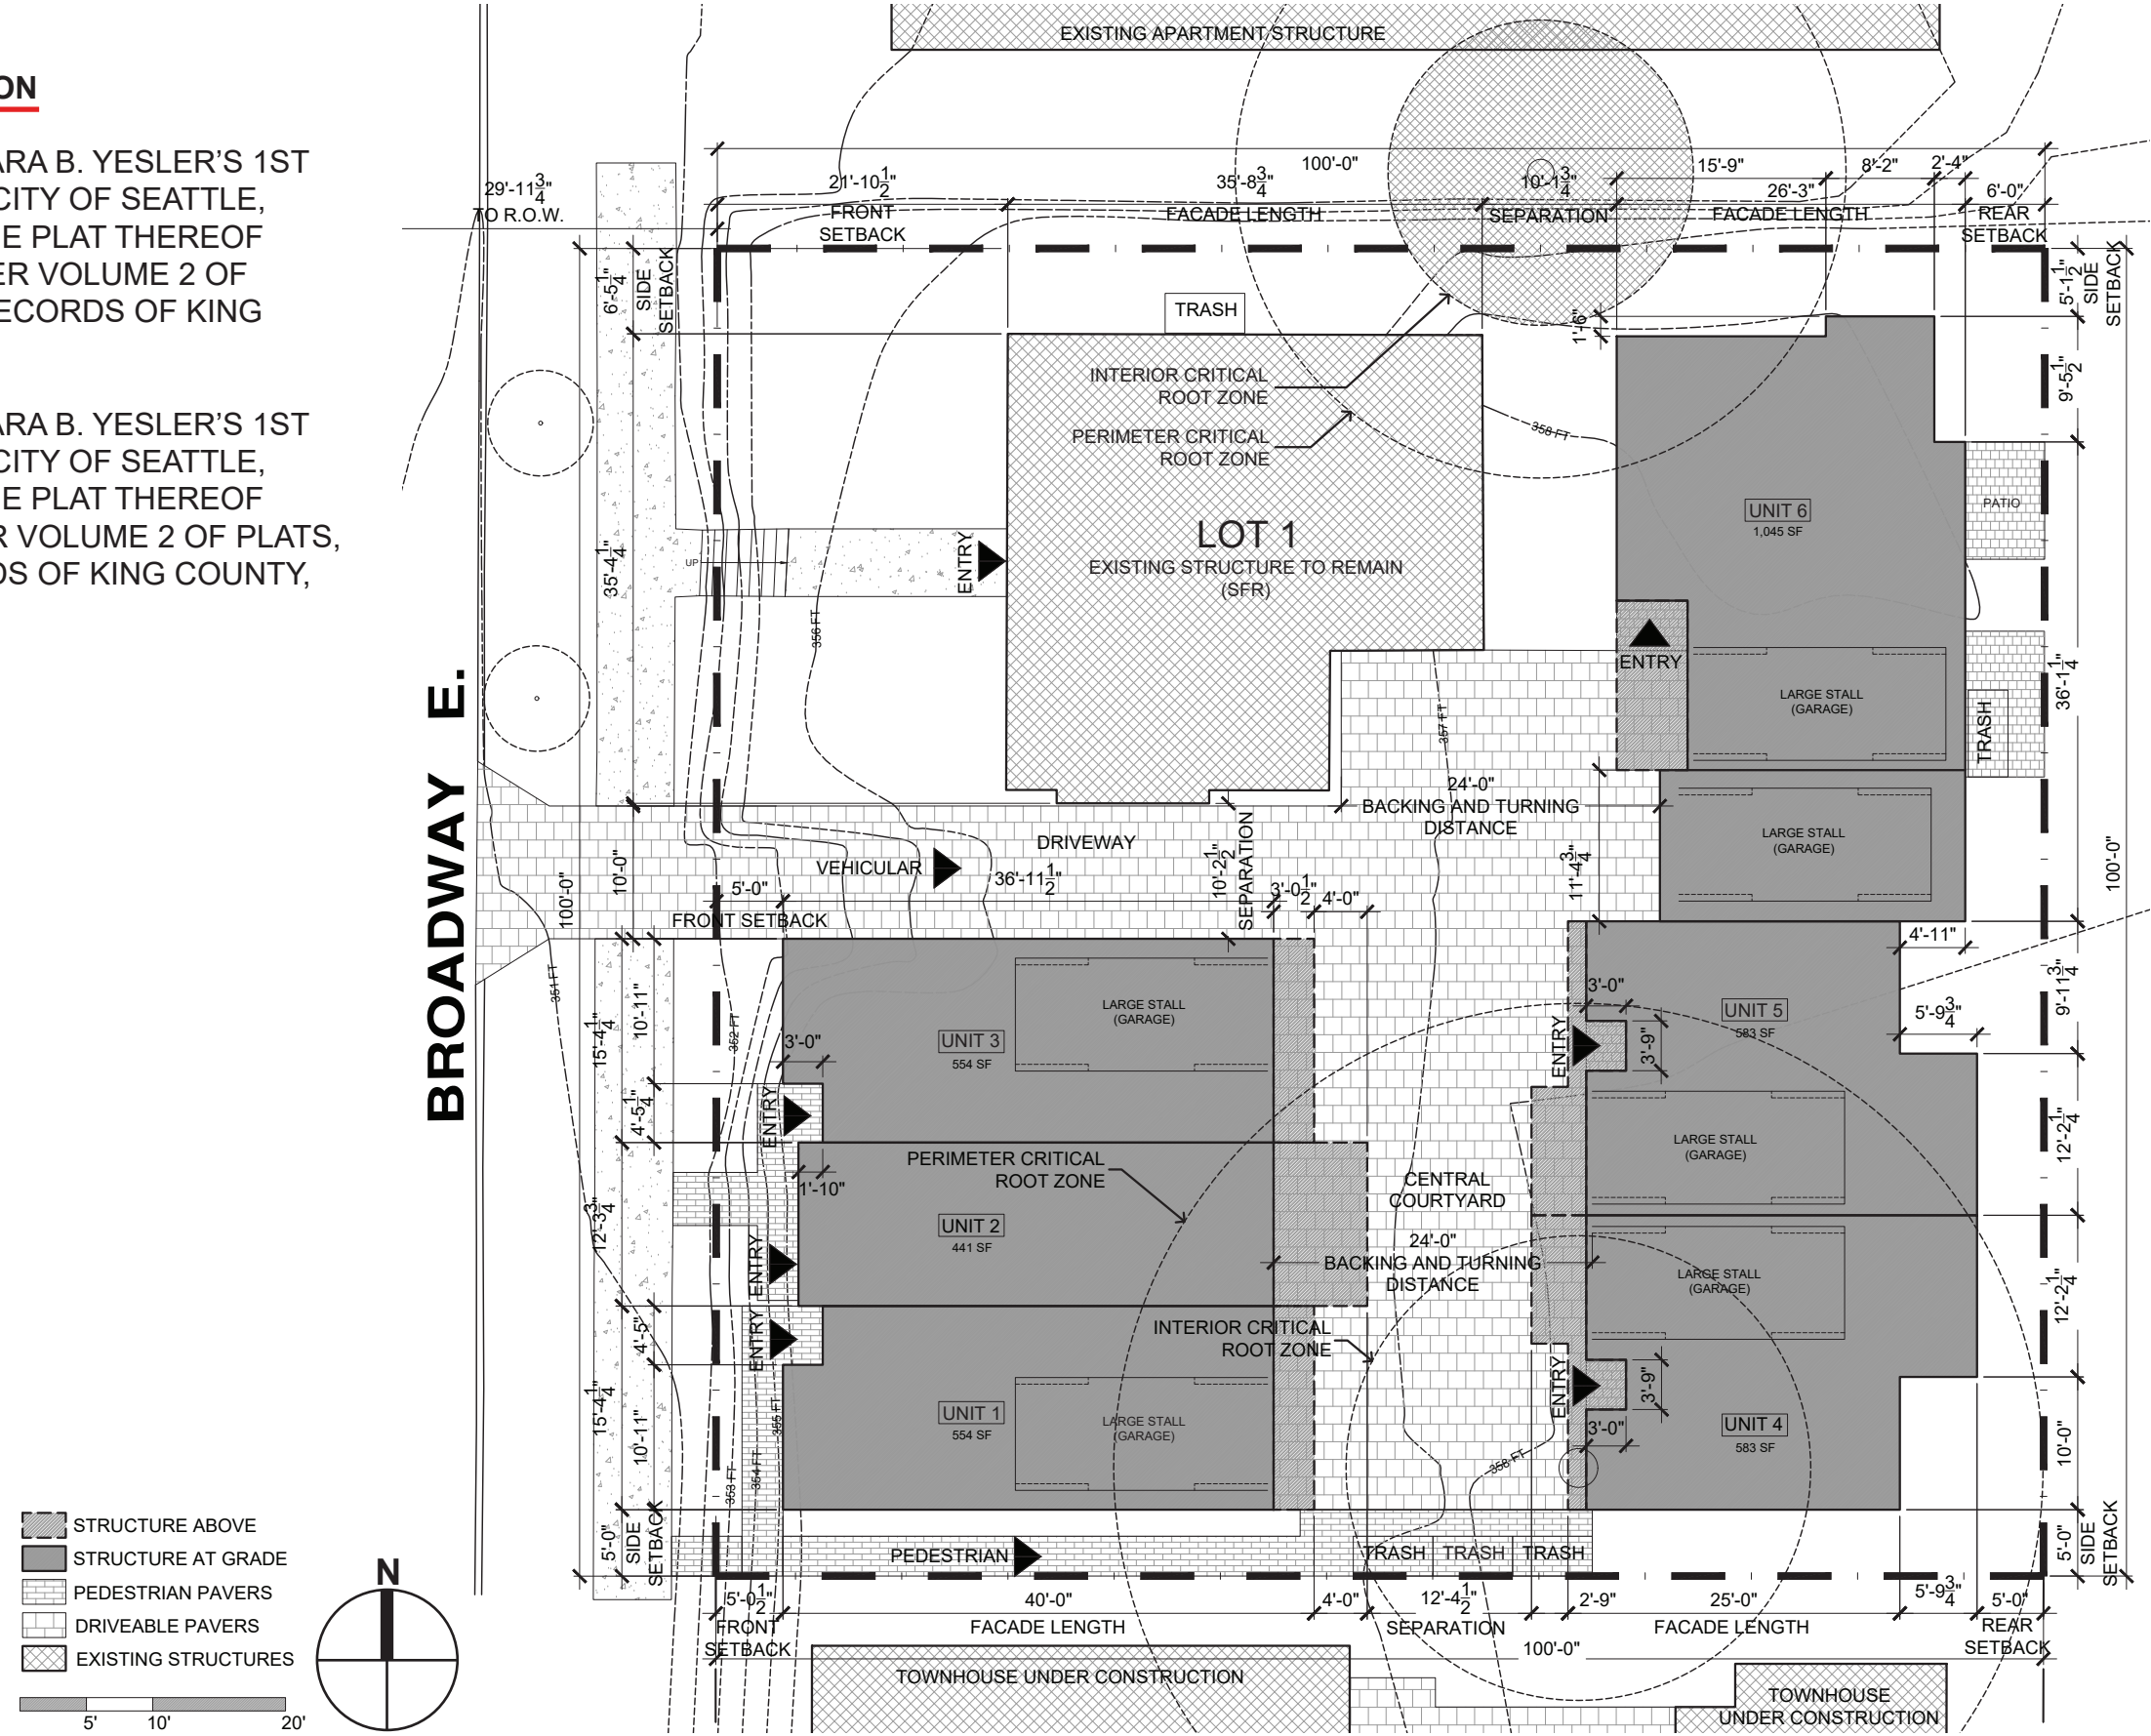 ON
ARA B. YESLER'S 1ST
CITY OF SEATTLE,
E PLAT THEREOF
ER VOLUME 2 OF
ECORDS OF KING
ARA B. YESLER'S 1ST
CITY OF SEATTLE,
E PLAT THEREOF
R VOLUME 2 OF PLATS,
DS OF KING COUNTY,
EXISTING APARTMENT STRUCTURE
100'-0"
15'-9"
8'-2"
2'-4"
29'-11 3/4"
TO R.O.W.
21'-10 1/2"
FRONT
SETBACK
35'-8 3/4"
FACADE LENGTH
10'-1 3/4"
SEPARATION
26'-3"
FACADE LENGTH
6'-0"
REAR
SETBACK
6'-5 1/4"
SIDE
SETBACK
5'-1 1/2"
SIDE
SETBACK
TRASH
1'-6"
9'-5 1/2"
INTERIOR CRITICAL
ROOT ZONE
PERIMETER CRITICAL
ROOT ZONE
358 FT
UNIT 6
1,045 SF
PATIO
LOT 1
EXISTING STRUCTURE TO REMAIN
(SFR)
ENTRY
UP
35'-4 1/4"
356 FT
ENTRY
LARGE STALL
(GARAGE)
TRASH
36'-1 1/4"
357 FT
BROADWAY E.
24'-0"
BACKING AND TURNING
DISTANCE
LARGE STALL
(GARAGE)
100'-0"
DRIVEWAY
VEHICULAR
36'-11 1/2"
10'-2 1/2"
SEPARATION
11'-4 3/4"
100'-0"
10'-0"
5'-0"
FRONT SETBACK
3'-0 1/2"
4'-0"
4'-11"
351 FT
352 FT
15'-4 1/4"
10'-11"
3'-0"
UNIT 3
554 SF
LARGE STALL
(GARAGE)
3'-0"
UNIT 5
583 SF
5'-9 3/4"
9'-11 3/4"
ENTRY
3'-9"
4'-5 1/4"
ENTRY
LARGE STALL
(GARAGE)
12'-2 1/4"
PERIMETER CRITICAL
ROOT ZONE
1'-10"
CENTRAL
COURTYARD
12'-3 3/4"
UNIT 2
441 SF
ENTRY
24'-0"
BACKING AND TURNING
DISTANCE
LARGE STALL
(GARAGE)
12'-2 1/4"
4'-5"
ENTRY
INTERIOR CRITICAL
ROOT ZONE
ENTRY
3'-9"
3'-0"
15'-4 1/4"
10'-11"
UNIT 1
554 SF
LARGE STALL
(GARAGE)
UNIT 4
583 SF
10'-0"
353 FT
354 FT
355 FT
358 FT
5'-0"
SIDE
SETBACK
PEDESTRIAN
TRASH
TRASH
TRASH
5'-0"
SIDE
SETBACK
5'-0 1/2"
FRONT
SETBACK
40'-0"
FACADE LENGTH
4'-0"
12'-4 1/2"
SEPARATION
2'-9"
25'-0"
FACADE LENGTH
5'-9 3/4"
5'-0"
REAR
SETBACK
100'-0"
TOWNHOUSE UNDER CONSTRUCTION
TOWNHOUSE
UNDER CONSTRUCTION
STRUCTURE ABOVE
STRUCTURE AT GRADE
PEDESTRIAN PAVERS
DRIVEABLE PAVERS
EXISTING STRUCTURES
N
5'
10'
20'